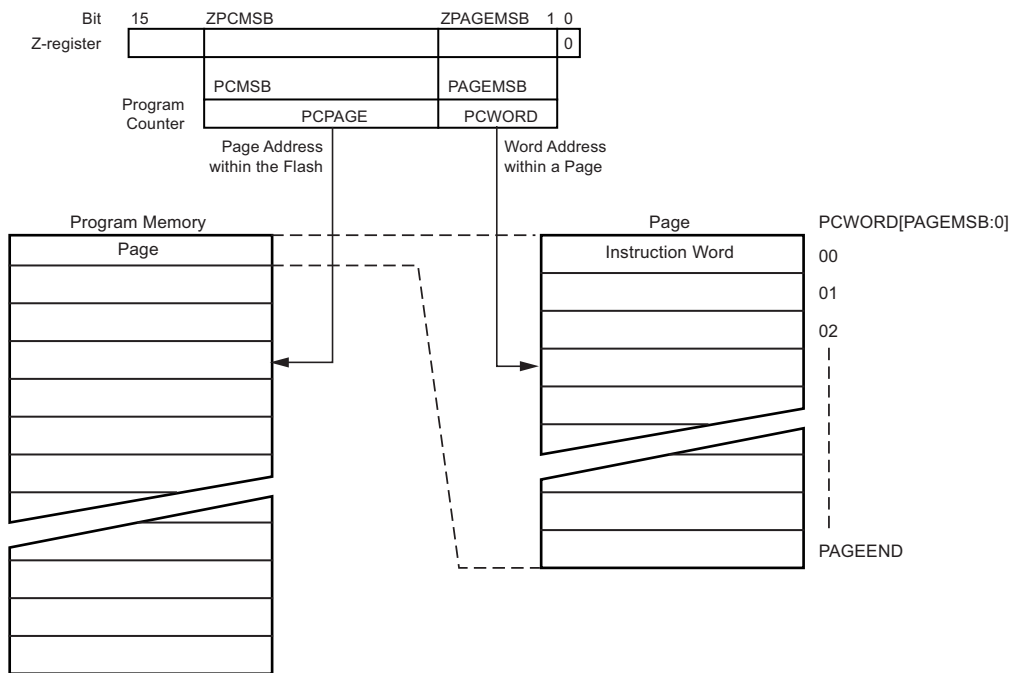 Bit 15 ZPCMSB ZPAGEMSB 1 0
Z-register 0
PCMSB PAGEMSB
Program
Counter
PCPAGE PCWORD
Page Address
within the Flash
Word Address
within a Page
Program Memory
Page
Page PCWORD[PAGEMSB:0]
Instruction Word 00
01
02
PAGEEND